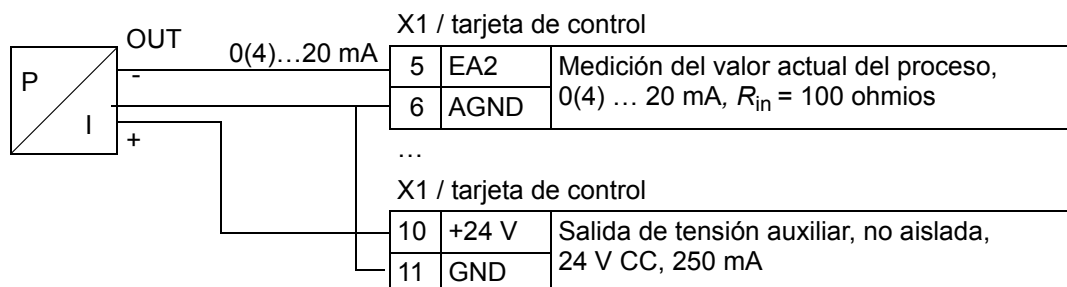 X1 / tarjeta de control
OUT
0(4)…20 mA
P
I
-
+
5 EA2 Medición del valor actual del proceso,
6 AGND 0(4) … 20 mA, Rin = 100 ohmios
…
X1 / tarjeta de control
10 +24 V Salida de tensión auxiliar, no aislada,
11 GND 24 V CC, 250 mA